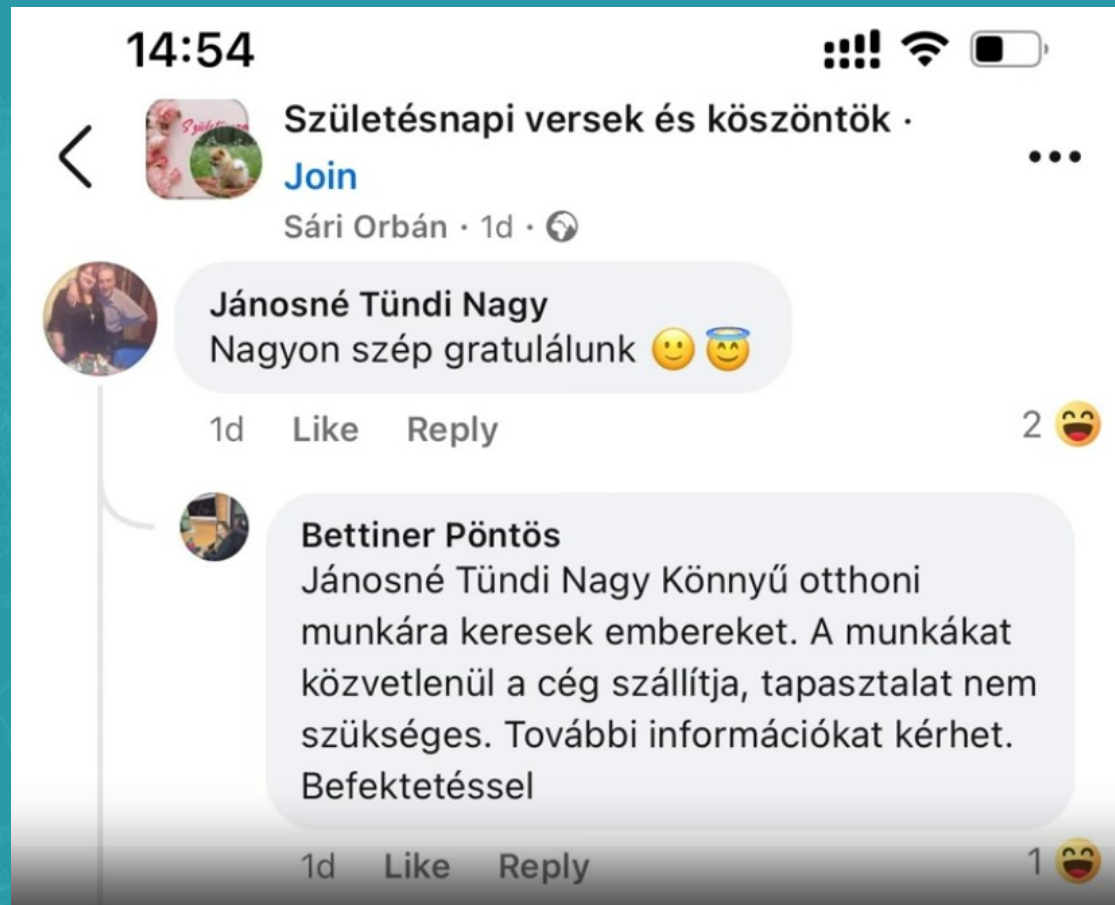 14:54
Születésnapi versek és köszöntök ·
Join
Sári Orbán · 1d ·
Jánosné Tündi Nagy
Nagyon szép gratulálunk
1d Like Reply 2
Bettiner Pöntös
Jánosné Tündi Nagy Könnyű otthoni
munkára keresek embereket. A munkákat
közvetlenül a cég szállítja, tapasztalat nem
szükséges. További információkat kérhet.
Befektetéssel
1d Like Reply 1